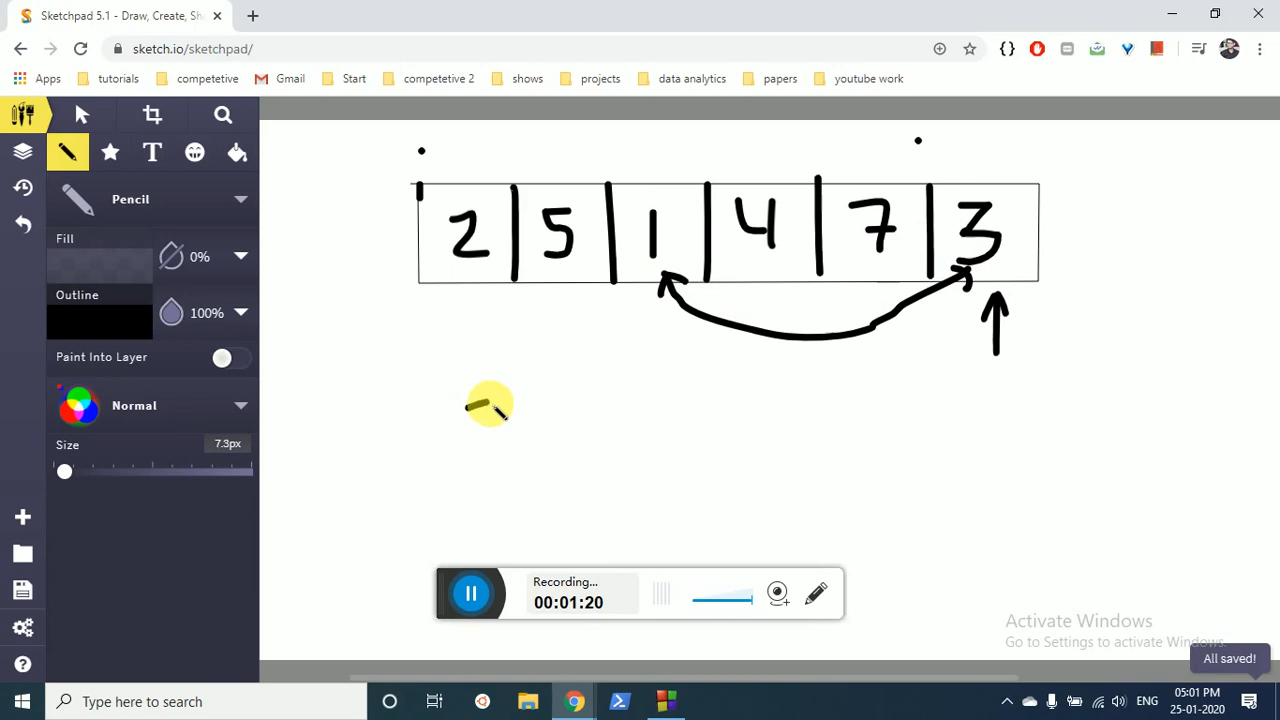 Sketchpad 5.1 - Draw, Create, Sh
sketch.io/sketchpad/
Apps tutorials competetive Gmail Start competetive 2 shows projects data analytics papers youtube work
Pencil
Fill
0%
Outline
100%
Paint Into Layer
Normal
Size 7.3px
2 5 1 4 7 3
Recording...
00:01:20
Activate Windows
Go to Settings to activate Windows.
All saved!
Type here to search
ENG
05:01 PM
25-01-2020